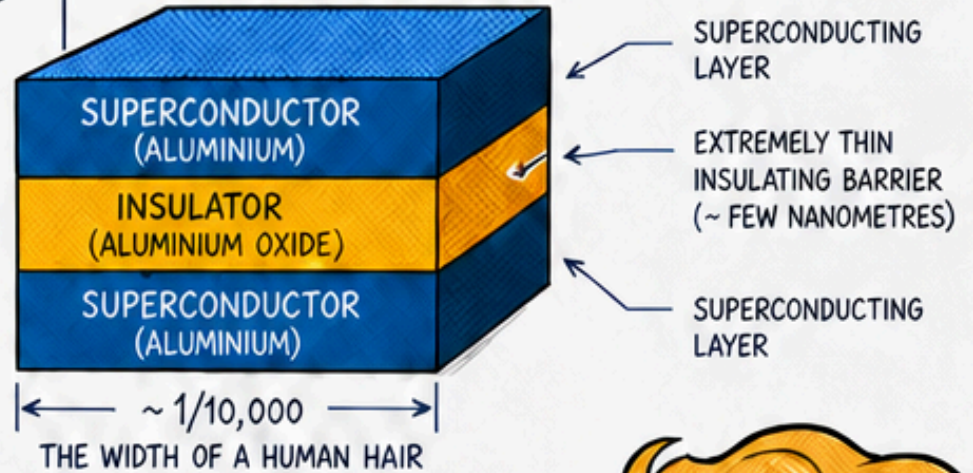 SUPERCONDUCTOR
(ALUMINIUM)
INSULATOR
(ALUMINIUM OXIDE)
SUPERCONDUCTOR
(ALUMINIUM)
SUPERCONDUCTING
LAYER
EXTREMELY THIN
INSULATING BARRIER
(~ FEW NANOMETRES)
SUPERCONDUCTING
LAYER
~ 1/10,000
THE WIDTH OF A HUMAN HAIR